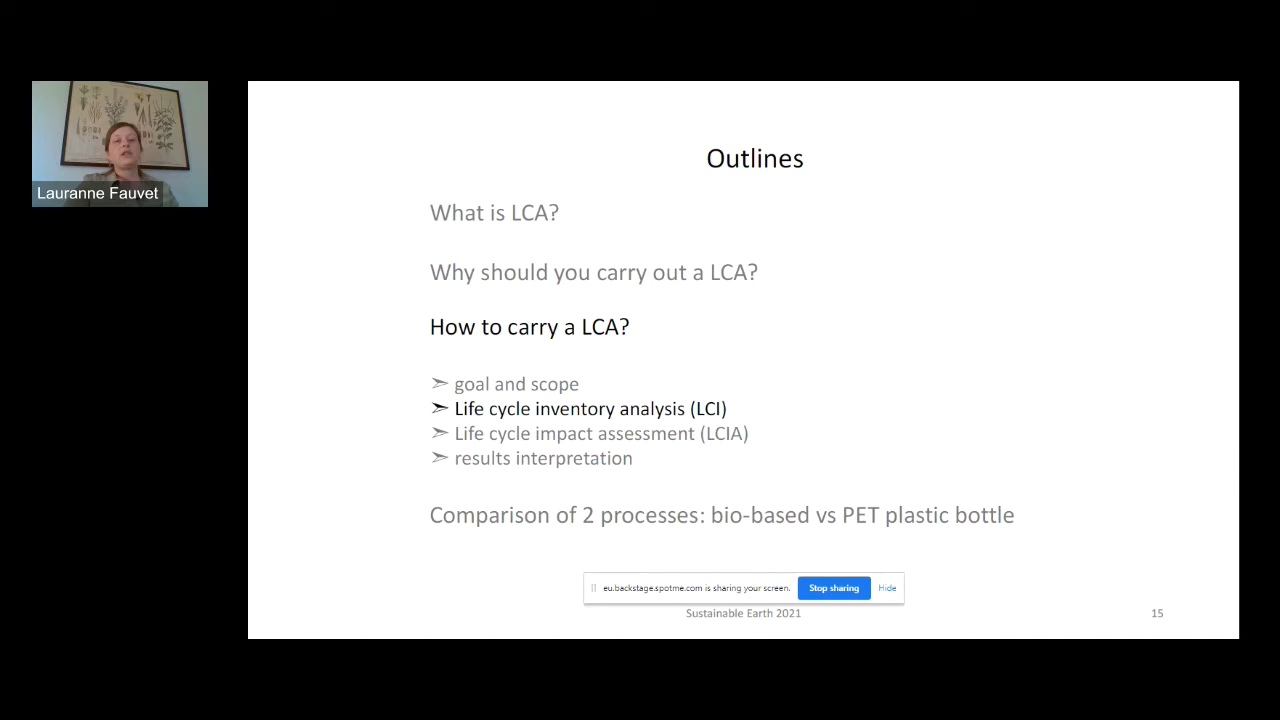 Lauranne Fauvet
Outlines
What is LCA?
Why should you carry out a LCA?
How to carry a LCA?
➢ goal and scope
➢ Life cycle inventory analysis (LCI)
➢ Life cycle impact assessment (LCIA)
➢ results interpretation
Comparison of 2 processes: bio-based vs PET plastic bottle
eu.backstage.spotme.com is sharing your screen. Stop sharing Hide
Sustainable Earth 2021 15